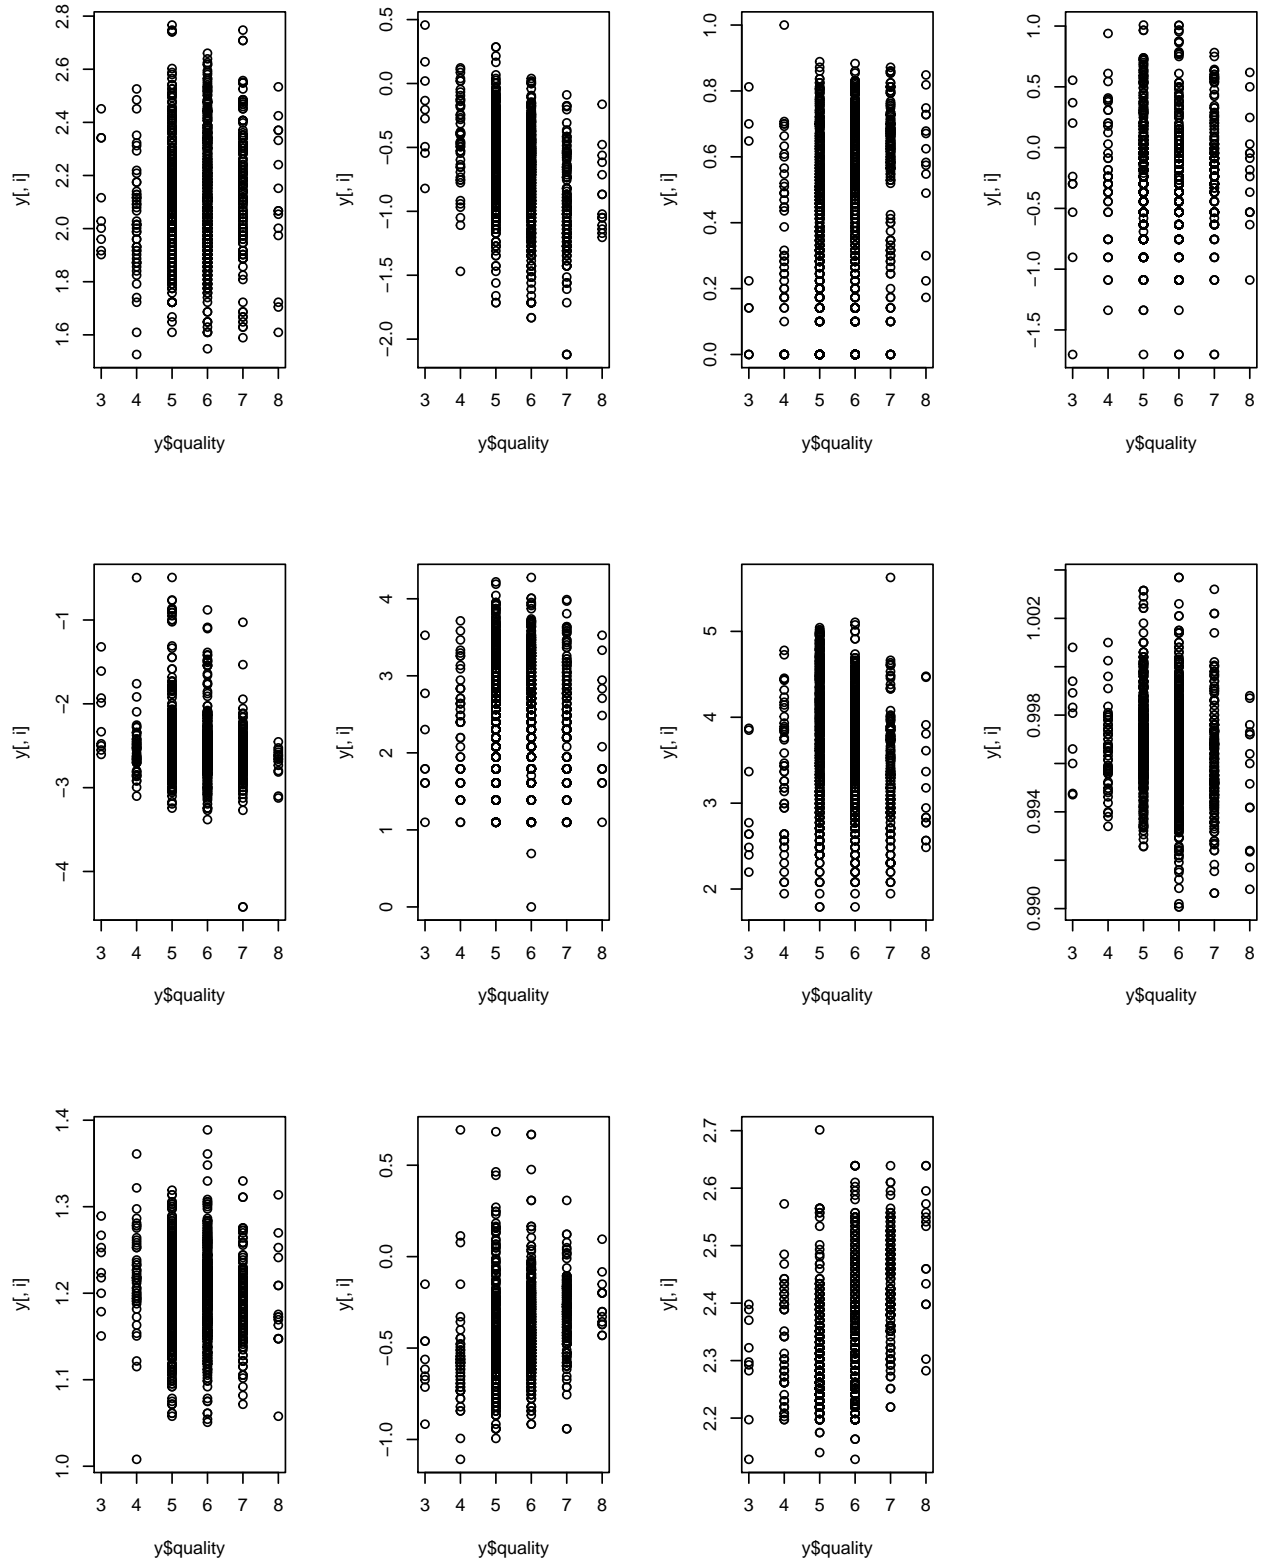 2.8
2.6
2.4
2.2
2.0
1.8
1.6
y[, i]
3 4 5 6 7 8
y$quality
0.5
0.0
−0.5
−1.0
−1.5
−2.0
y[, i]
3 4 5 6 7 8
y$quality
1.0
0.8
0.6
0.4
0.2
0.0
y[, i]
3 4 5 6 7 8
y$quality
1.0
0.5
0.0
−0.5
−1.0
−1.5
y[, i]
3 4 5 6 7 8
y$quality
−1
−2
−3
−4
y[, i]
3 4 5 6 7 8
y$quality
4
3
2
1
0
y[, i]
3 4 5 6 7 8
y$quality
5
4
3
2
y[, i]
3 4 5 6 7 8
y$quality
1.002
0.998
0.994
0.990
y[, i]
3 4 5 6 7 8
y$quality
1.4
1.3
1.2
1.1
1.0
y[, i]
3 4 5 6 7 8
y$quality
0.5
0.0
−0.5
−1.0
y[, i]
3 4 5 6 7 8
y$quality
2.7
2.6
2.5
2.4
2.3
2.2
y[, i]
3 4 5 6 7 8
y$quality